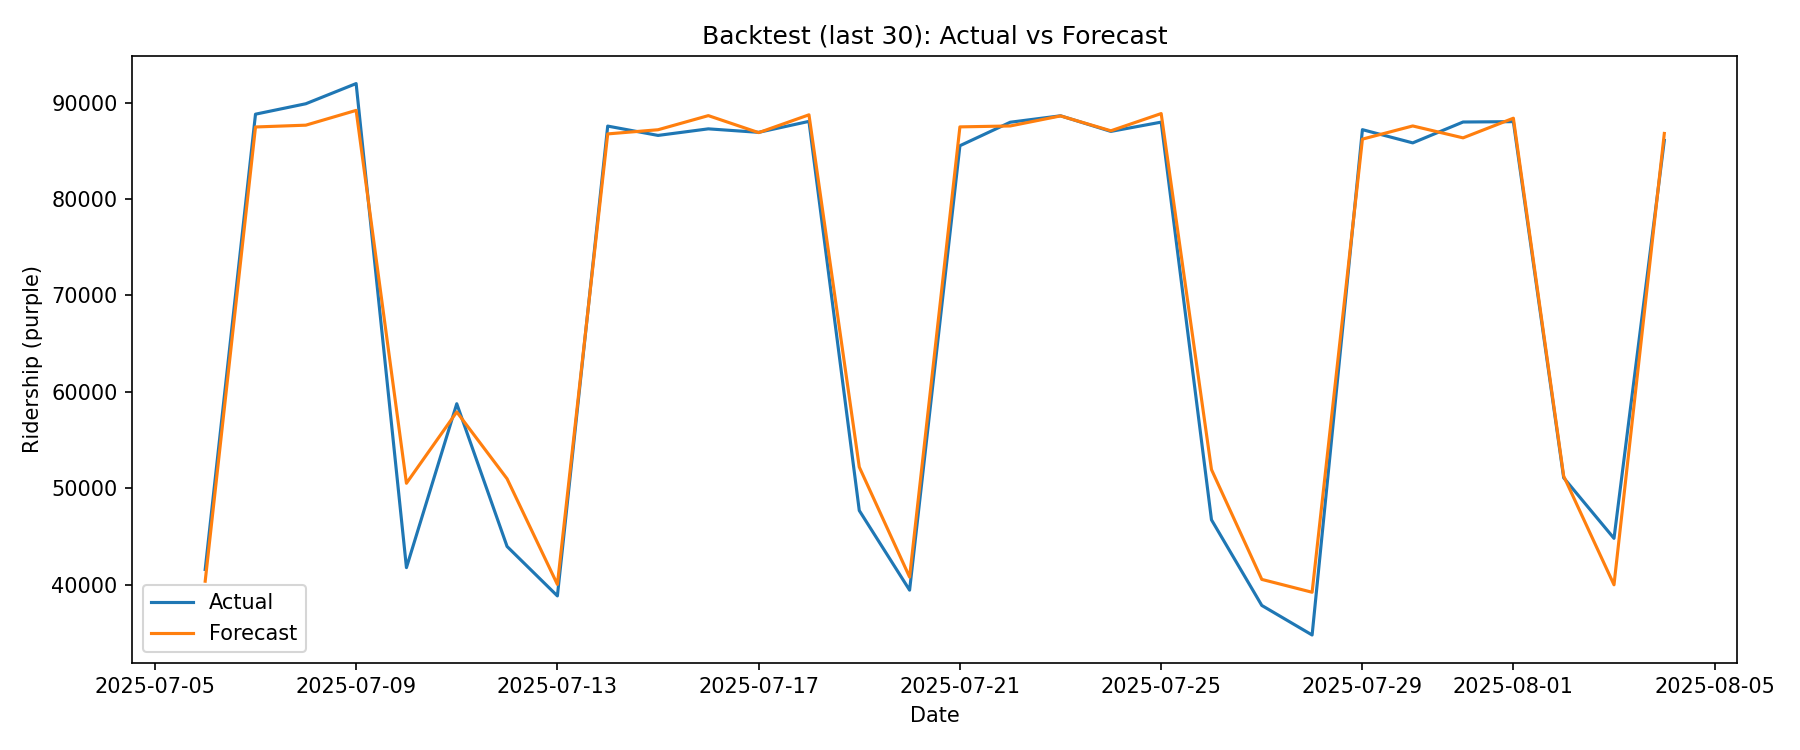 Backtest (last 30): Actual vs Forecast
90000
80000
70000
60000
50000
40000
Ridership (purple)
Actual
Forecast
2025-07-05 2025-07-09 2025-07-13 2025-07-17 2025-07-21 2025-07-25 2025-07-29 2025-08-01 2025-08-05
Date